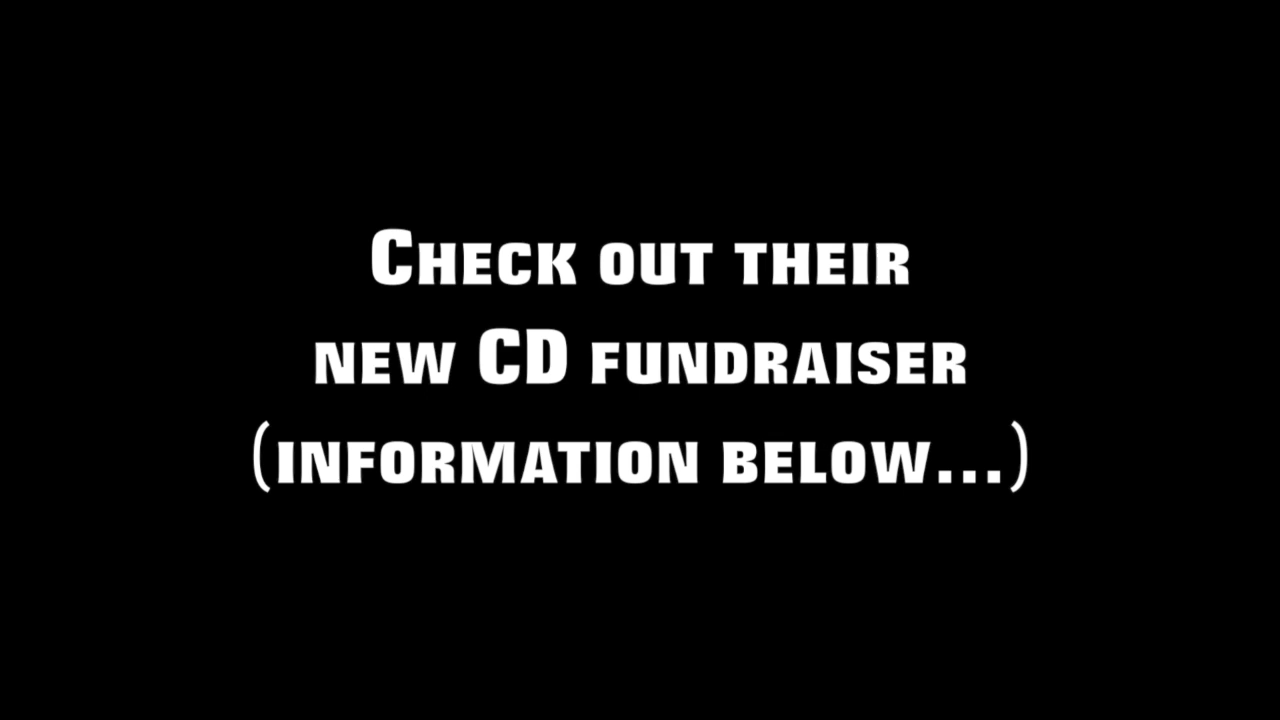 Check out their
new CD fundraiser
(information below...)